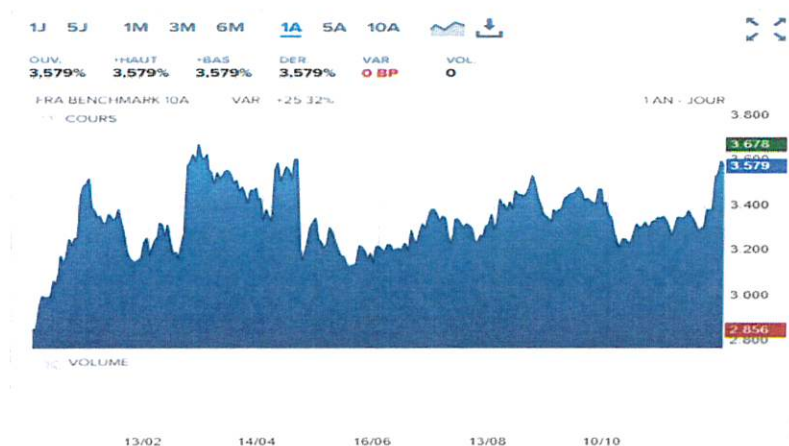 1J 5J 1M 3M 6M 1A 5A 10A
OUV. +HAUT +BAS DER VAR VOL.
3,579% 3,579% 3,579% 3,579% 0 BP 0
FRA BENCHMARK 10A VAR +25.32% 1 AN - JOUR
COURS
3.800
3.678
3.600
3.579
3.400
3.200
3.000
2.856
2.800
VOLUME
13/02 14/04 16/06 13/08 10/10